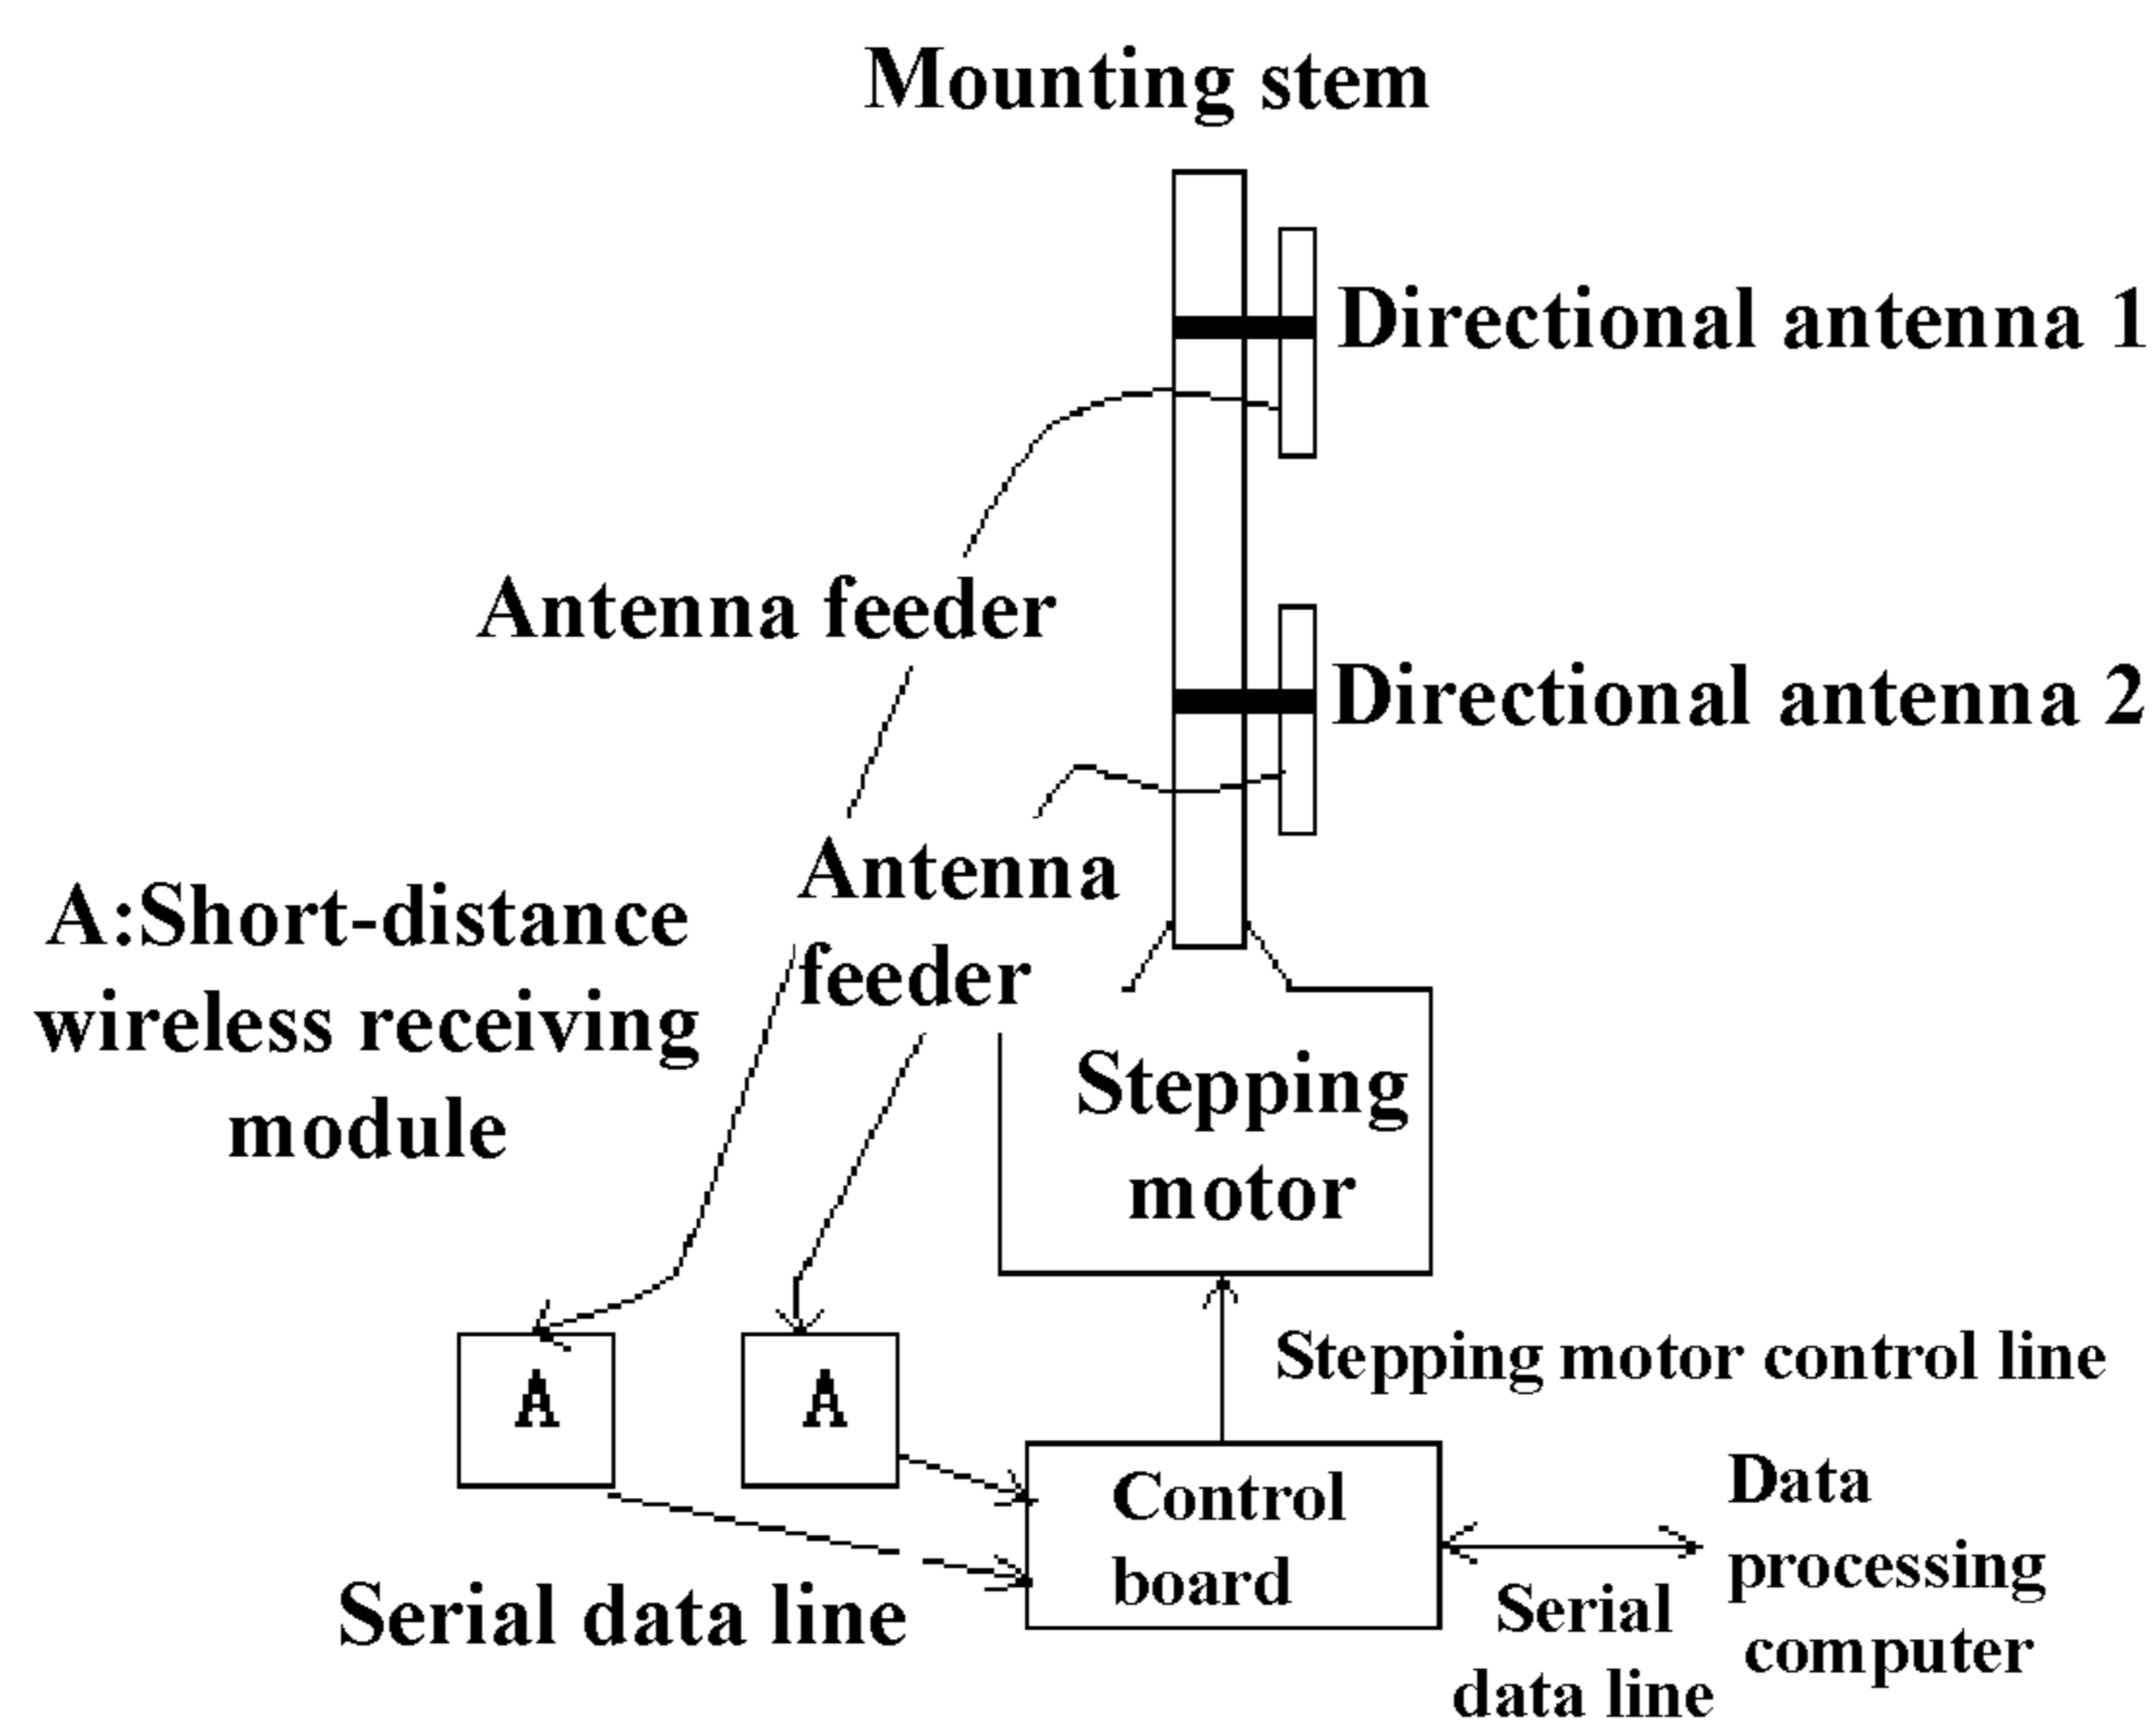 Mounting stem
Directional antenna 1
Antenna feeder
Directional antenna 2
Antenna
feeder
A:Short-distance
wireless receiving
module
Stepping
motor
A
A
Stepping motor control line
Control
board
Data
processing
computer
Serial data line
Serial
data line